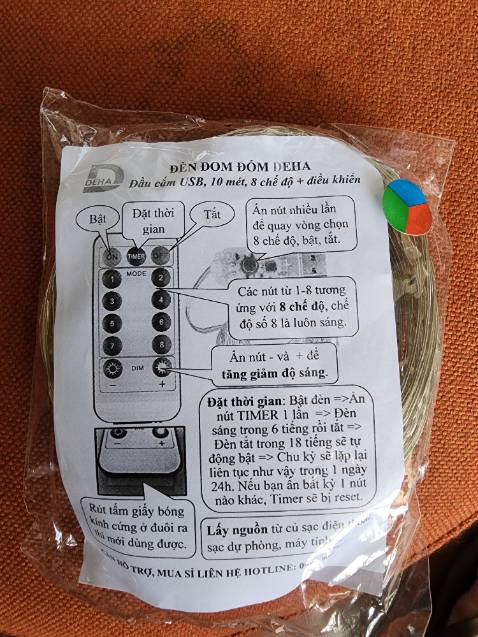 DEHA
ĐÈN ĐOM ĐÓM DEHA
Đầu cắm USB, 10 mét, 8 chế độ + điều khiển
Bật
Đặt thời
gian
Tắt
Ấn nút nhiều lần
để quay vòng chọn
8 chế độ, bật, tắt.
ON
TIMER
OFF
1
MODE
2
3
4
5
6
7
8
DIM
−
+
Các nút từ 1-8 tương
ứng với 8 chế độ, chế
độ số 8 là luôn sáng.
Ấn nút - và + để
tăng giảm độ sáng.
Đặt thời gian: Bật đèn =>Ấn
nút TIMER 1 lần => Đèn
sáng trong 6 tiếng rồi tắt =>
Đèn tắt trong 18 tiếng sẽ tự
động bật => Chu kỳ sẽ lặp lại
liên tục như vậy trong 1 ngày
24h. Nếu bạn ấn bát kỳ 1 nút
nào khác, Timer sẽ bị reset.
−
+
Rút tấm giấy bóng
kính cứng ở đuôi ra
thì mới dùng được.
Lấy nguồn từ củ sạc điện
sạc dự phòng, máy tính
HỖ TRỢ, MUA SỈ LIÊN HỆ HOTLINE: